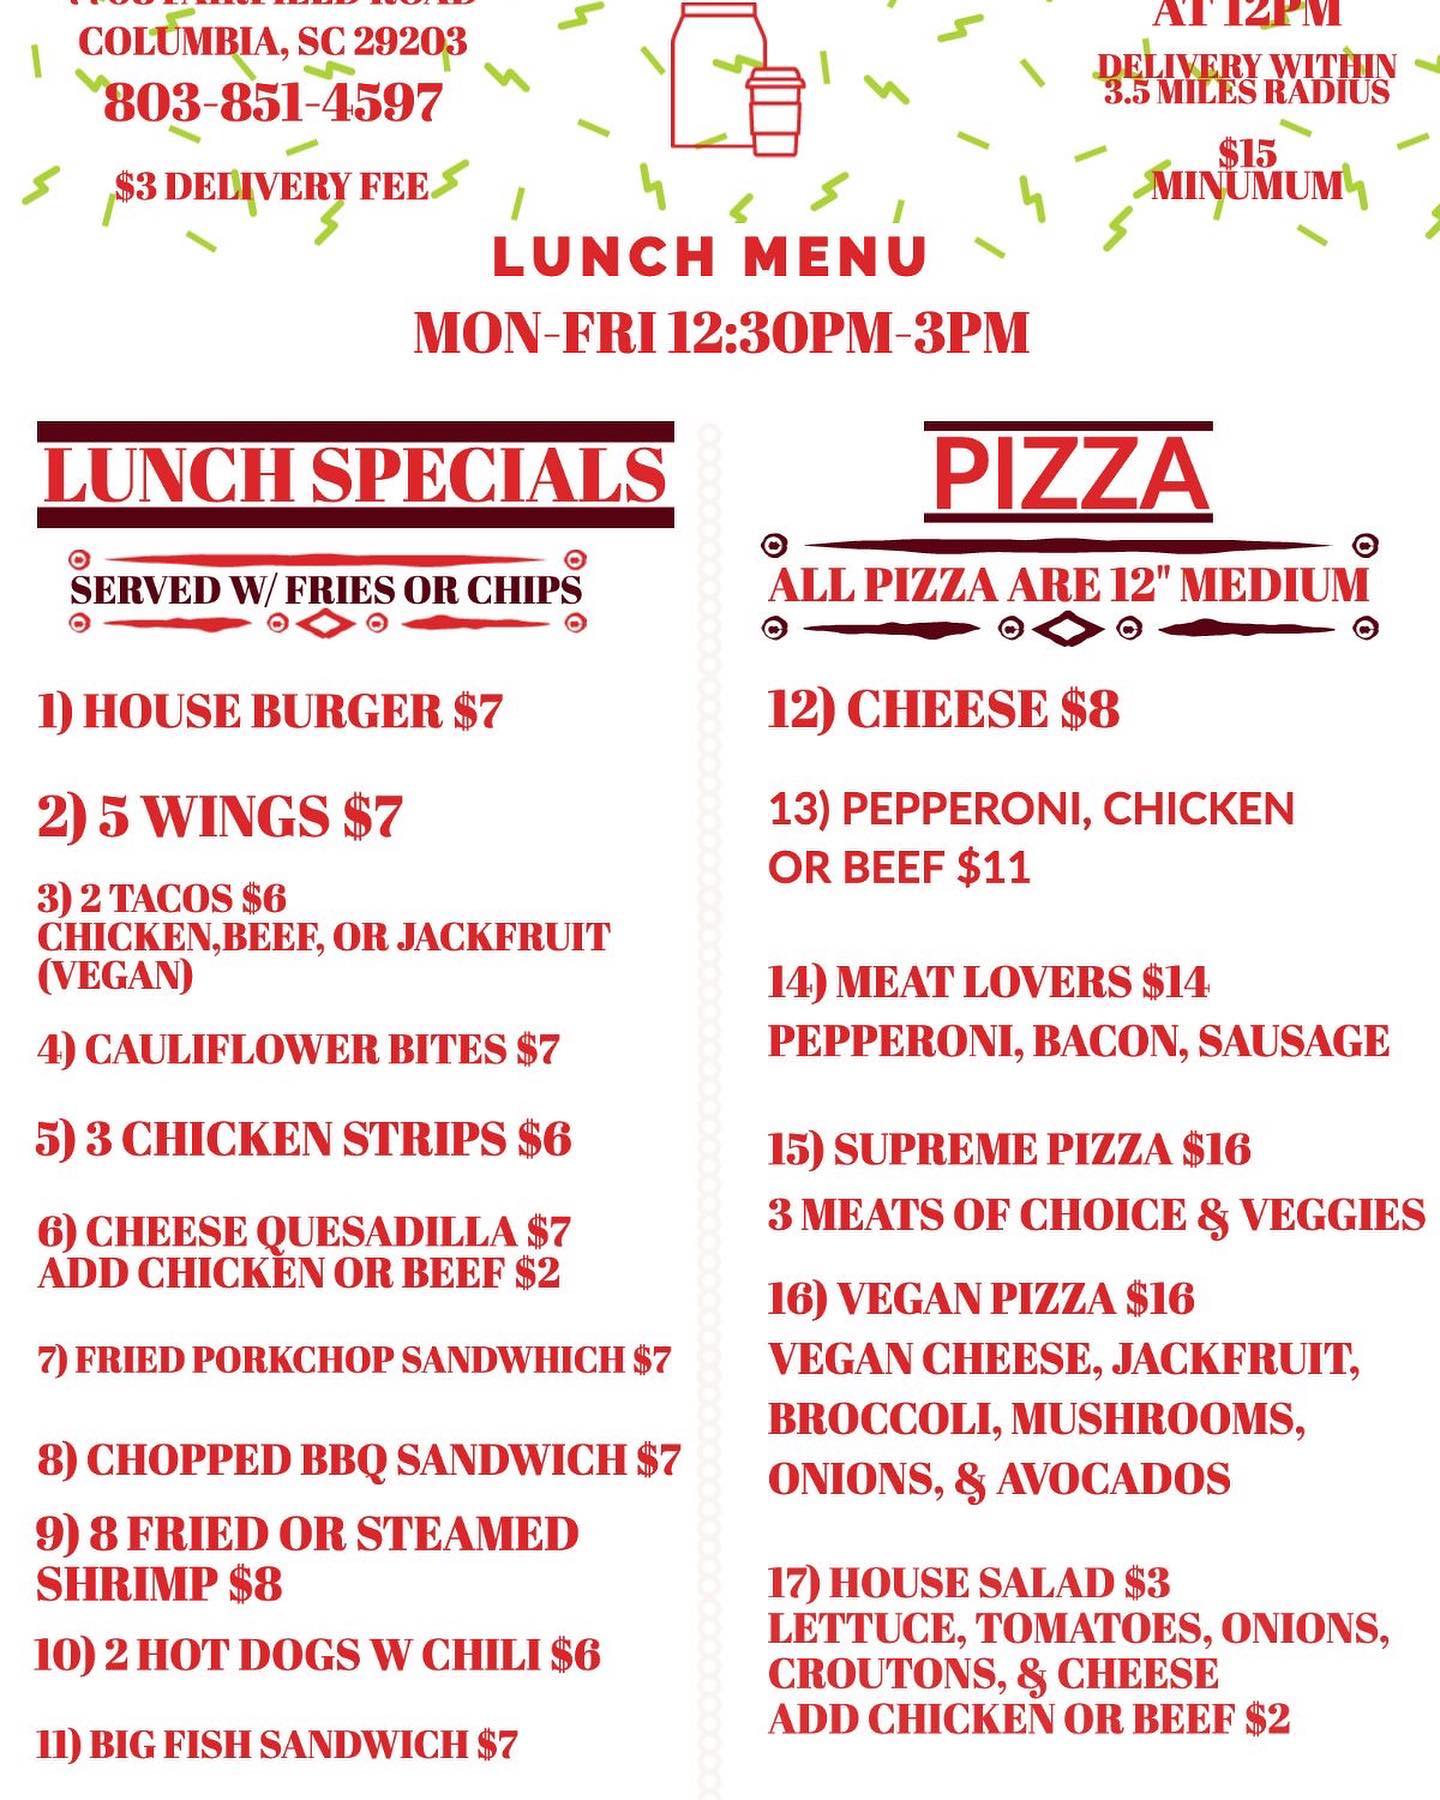 COLUMBIA, SC 29203
803-851-4597
$3 DELIVERY FEE
AT 12PM
DELIVERY WITHIN
3.5 MILES RADIUS
$15
MINUMUM
LUNCH MENU
MON-FRI 12:30PM-3PM
LUNCH SPECIALS
SERVED W/ FRIES OR CHIPS
1) HOUSE BURGER $7
2) 5 WINGS $7
3) 2 TACOS $6
CHICKEN,BEEF, OR JACKFRUIT
(VEGAN)
4) CAULIFLOWER BITES $7
5) 3 CHICKEN STRIPS $6
6) CHEESE QUESADILLA $7
ADD CHICKEN OR BEEF $2
7) FRIED PORKCHOP SANDWHICH $7
8) CHOPPED BBQ SANDWICH $7
9) 8 FRIED OR STEAMED
SHRIMP $8
10) 2 HOT DOGS W CHILI $6
11) BIG FISH SANDWICH $7
PIZZA
ALL PIZZA ARE 12" MEDIUM
12) CHEESE $8
13) PEPPERONI, CHICKEN
OR BEEF $11
14) MEAT LOVERS $14
PEPPERONI, BACON, SAUSAGE
15) SUPREME PIZZA $16
3 MEATS OF CHOICE & VEGGIES
16) VEGAN PIZZA $16
VEGAN CHEESE, JACKFRUIT,
BROCCOLI, MUSHROOMS,
ONIONS, & AVOCADOS
17) HOUSE SALAD $3
LETTUCE, TOMATOES, ONIONS,
CROUTONS, & CHEESE
ADD CHICKEN OR BEEF $2